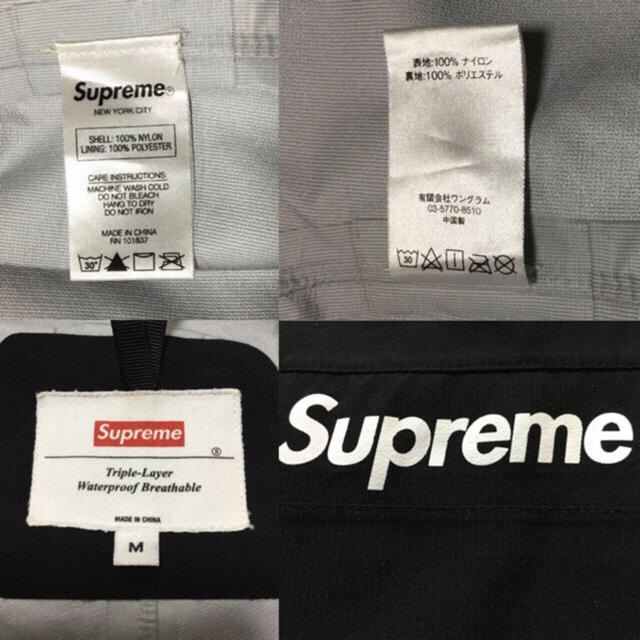 Supreme®
NEW YORK CITY
SHELL: 100% NYLON
LINING: 100% POLYESTER
CARE INSTRUCTIONS:
MACHINE WASH COLD
DO NOT BLEACH
HANG TO DRY
DO NOT IRON
MADE IN CHINA
RN 101837
30°
表地:100% ナイロン
裏地:100% ポリエステル
有限会社ワングラム
03-5770-8510
中国製
30
Supreme
®
Triple-Layer
Waterproof Breathable
MADE IN CHINA
M
Supreme